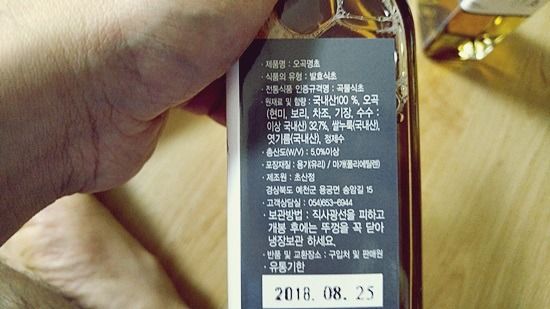 · 제품명 : 오곡명초
· 식품의 유형 : 발효식초
· 전통식품 인증규격명 : 곡물식초
· 원재료 및 함량 : 국내산100 %, 오곡
(현미, 보리, 차조, 기장, 수수 :
이상 국내산) 32.7%, 쌀누룩(국내산),
엿기름(국내산), 정제수
· 총산도(W/V) : 5.0%이상
· 포장재질 : 용기(유리) / 마개(폴리에틸렌)
· 제조원 : 초산정
경상북도 예천군 용궁면 송암길 15
· 고객상담실 : 054)653-6944
· 보관방법 : 직사광선을 피하고
개봉 후에는 뚜껑을 꼭 닫아
냉장보관 하세요.
· 반품 및 교환장소 : 구입처 및 판매원
· 유통기한
2018. 08. 25